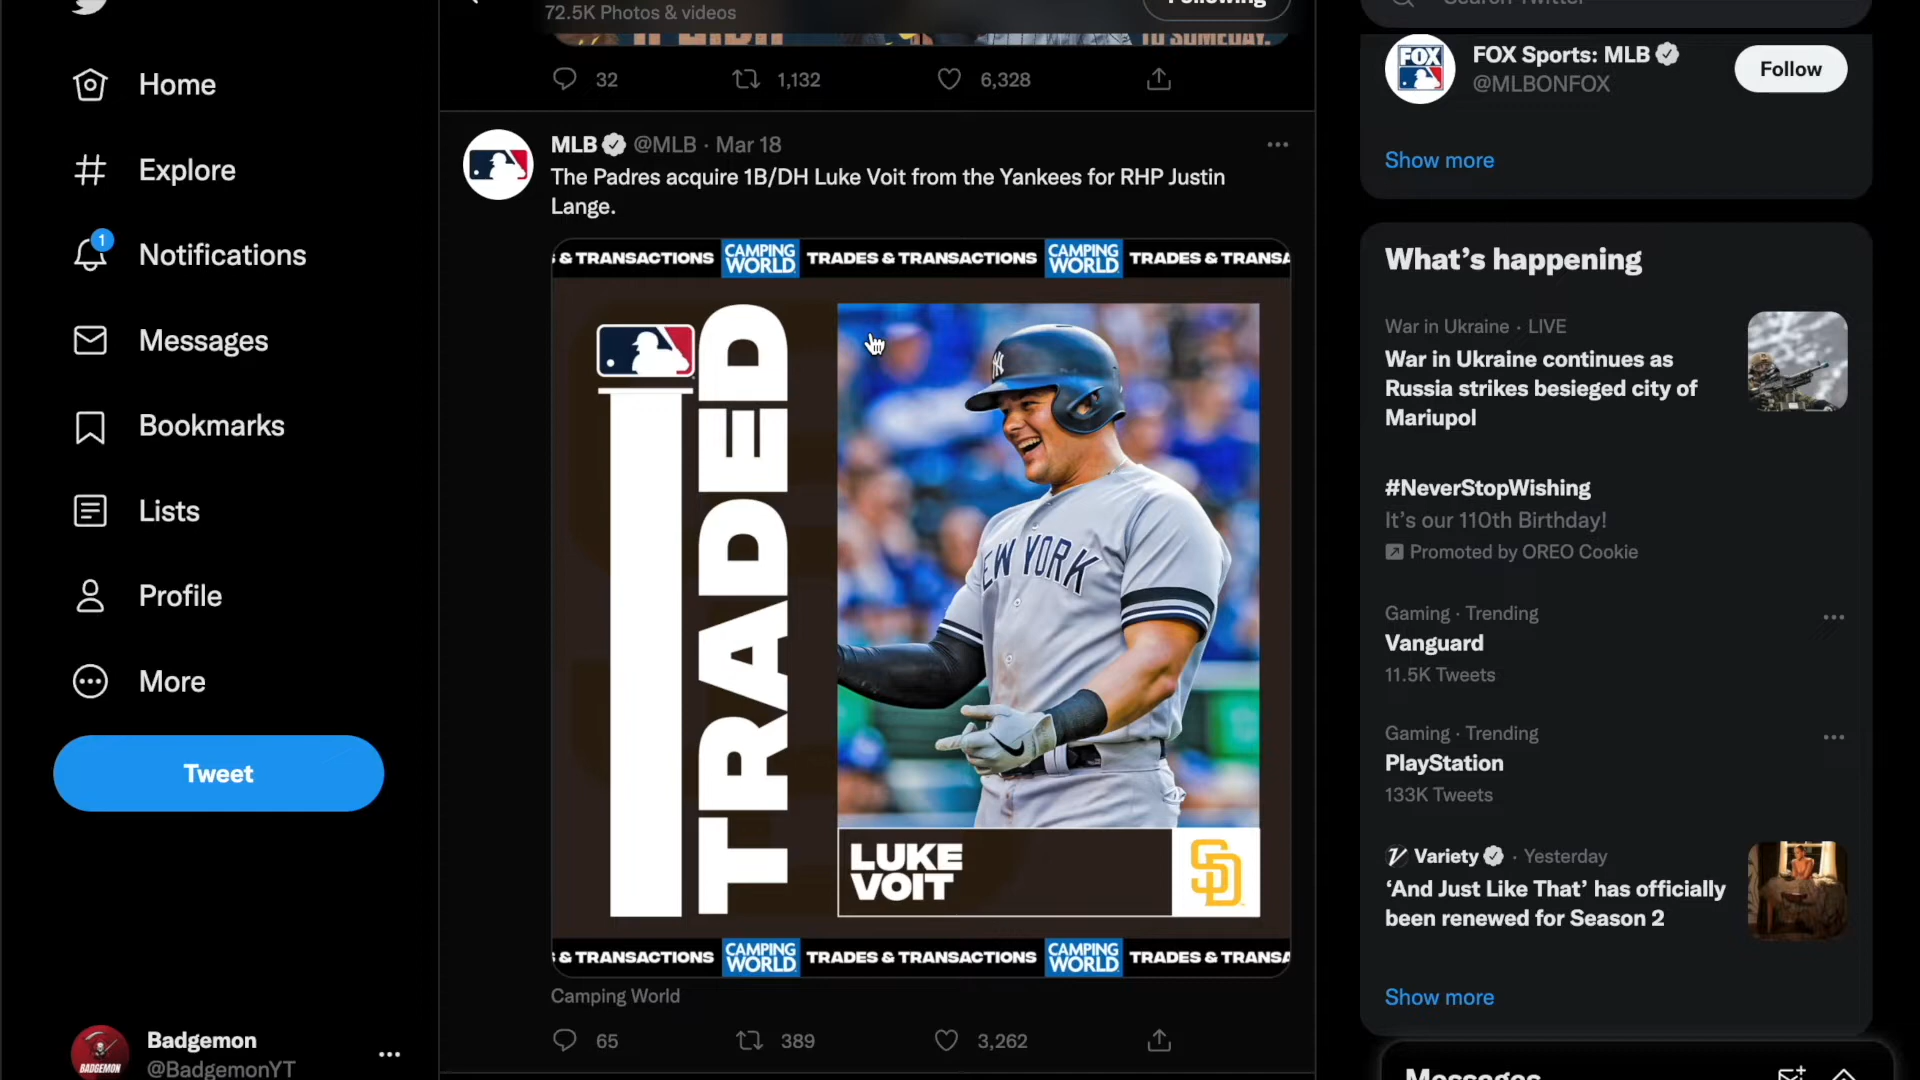 Home
Explore
1
Notifications
Messages
Bookmarks
Lists
Profile
More
Tweet
Badgemon
@BadgemonYT
BADGEMON
72.5K Photos & videos
Following
TO SOMEDAY.
32
1,132
6,328
MLB @MLB · Mar 18
The Padres acquire 1B/DH Luke Voit from the Yankees for RHP Justin
Lange.
& TRANSACTIONS CAMPING WORLD TRADES & TRANSACTIONS CAMPING WORLD TRADES & TRANSA
TRADED
NEW YORK
LUKE
VOIT
SD
& TRANSACTIONS CAMPING WORLD TRADES & TRANSACTIONS CAMPING WORLD TRADES & TRANSA
Camping World
65
389
3,262
Search Twitter
FOX
FOX Sports: MLB
@MLBONFOX
Follow
Show more
What's happening
War in Ukraine · LIVE
War in Ukraine continues as
Russia strikes besieged city of
Mariupol
#NeverStopWishing
It's our 110th Birthday!
Promoted by OREO Cookie
Gaming · Trending
Vanguard
11.5K Tweets
Gaming · Trending
PlayStation
133K Tweets
Variety · Yesterday
'And Just Like That' has officially
been renewed for Season 2
Show more
Messages